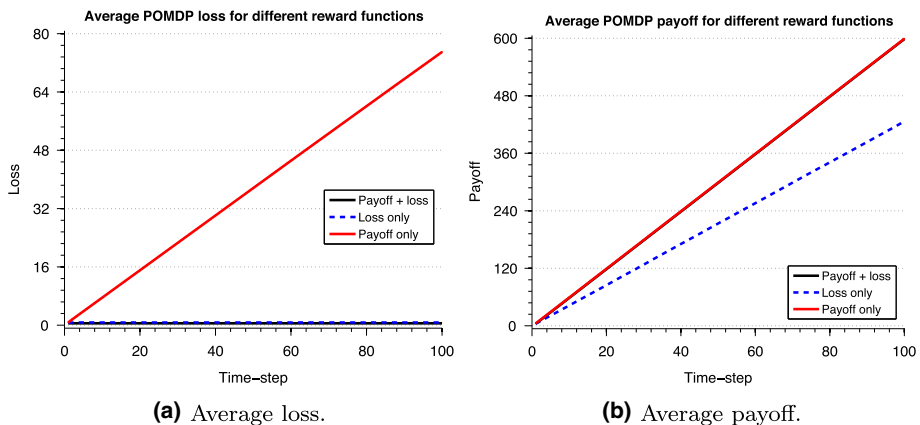 Average POMDP loss for different reward functions
80
64
48
32
16
0
Loss
Payoff + loss
Loss only
Payoff only
0 20 40 60 80 100
Time−step
(a) Average loss.
Average POMDP payoff for different reward functions
600
480
360
240
120
0
Payoff
Payoff + loss
Loss only
Payoff only
0 20 40 60 80 100
Time−step
(b) Average payoff.